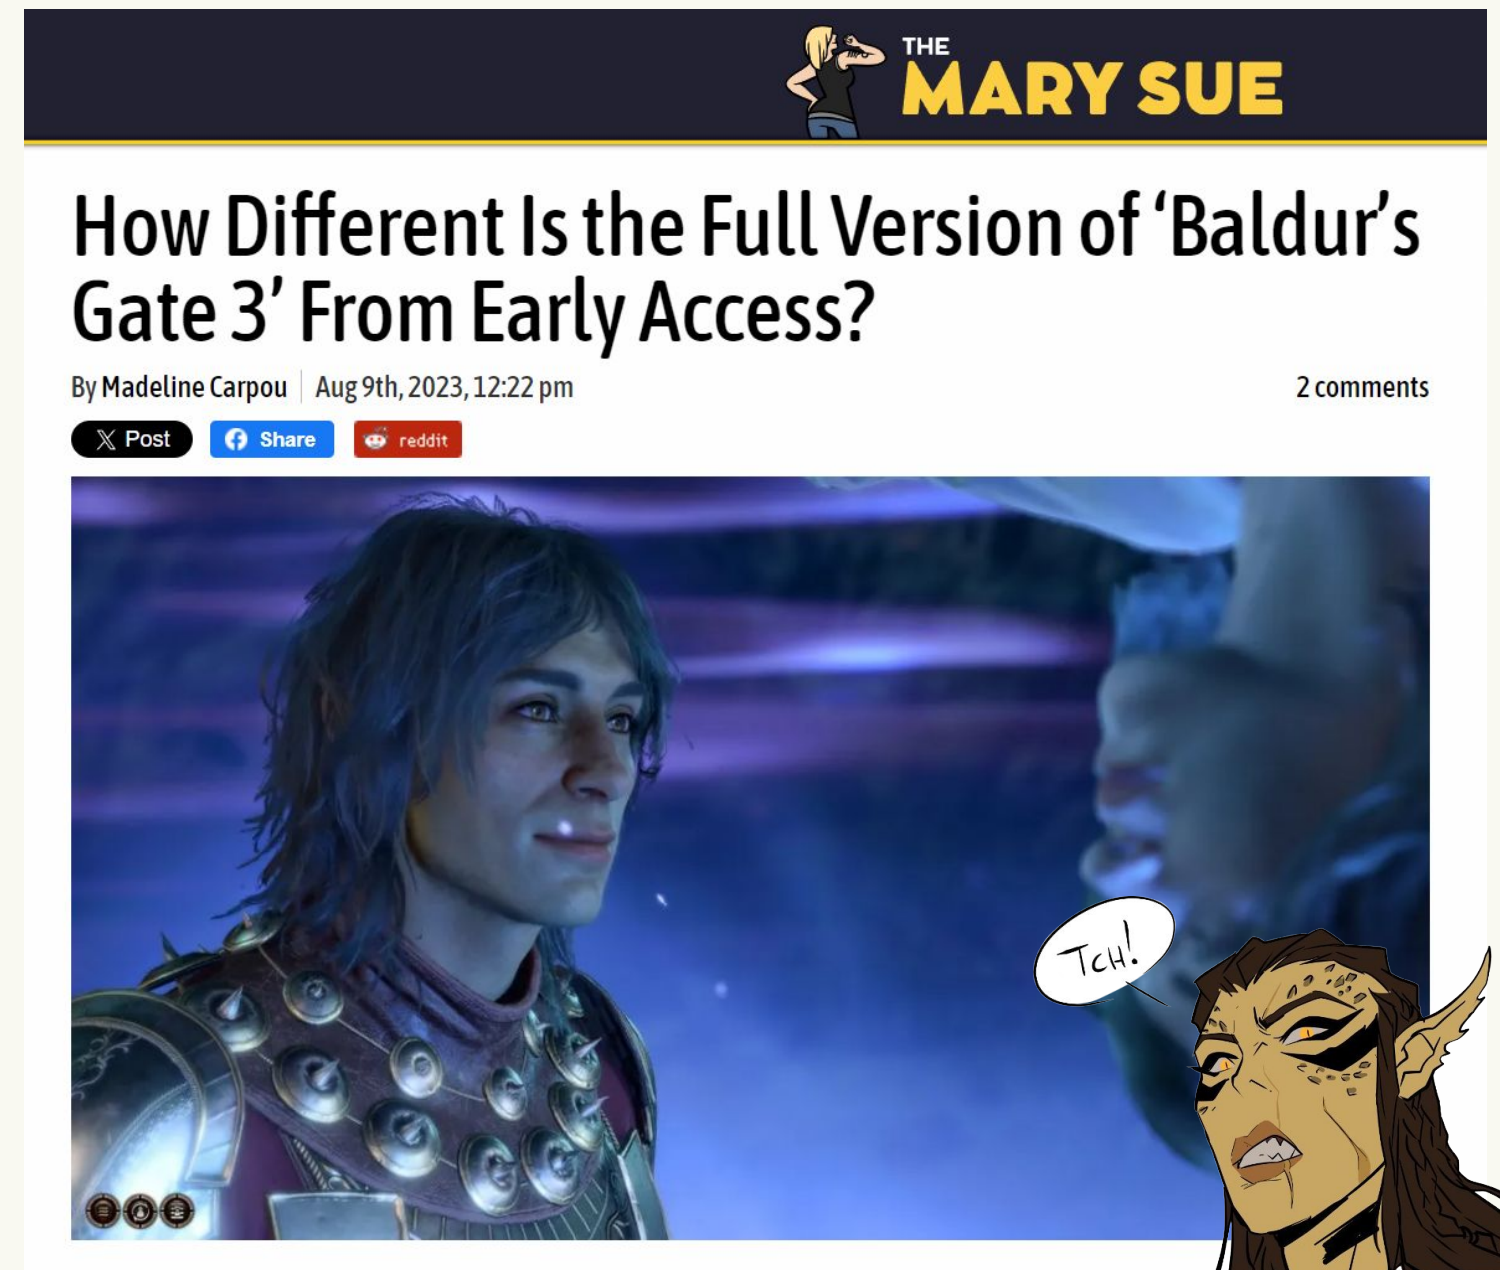 THE
MARY SUE
How Different Is the Full Version of ‘Baldur’s
Gate 3’ From Early Access?
By Madeline Carpou
Aug 9th, 2023, 12:22 pm
2 comments
Post
Share
reddit
TCH!